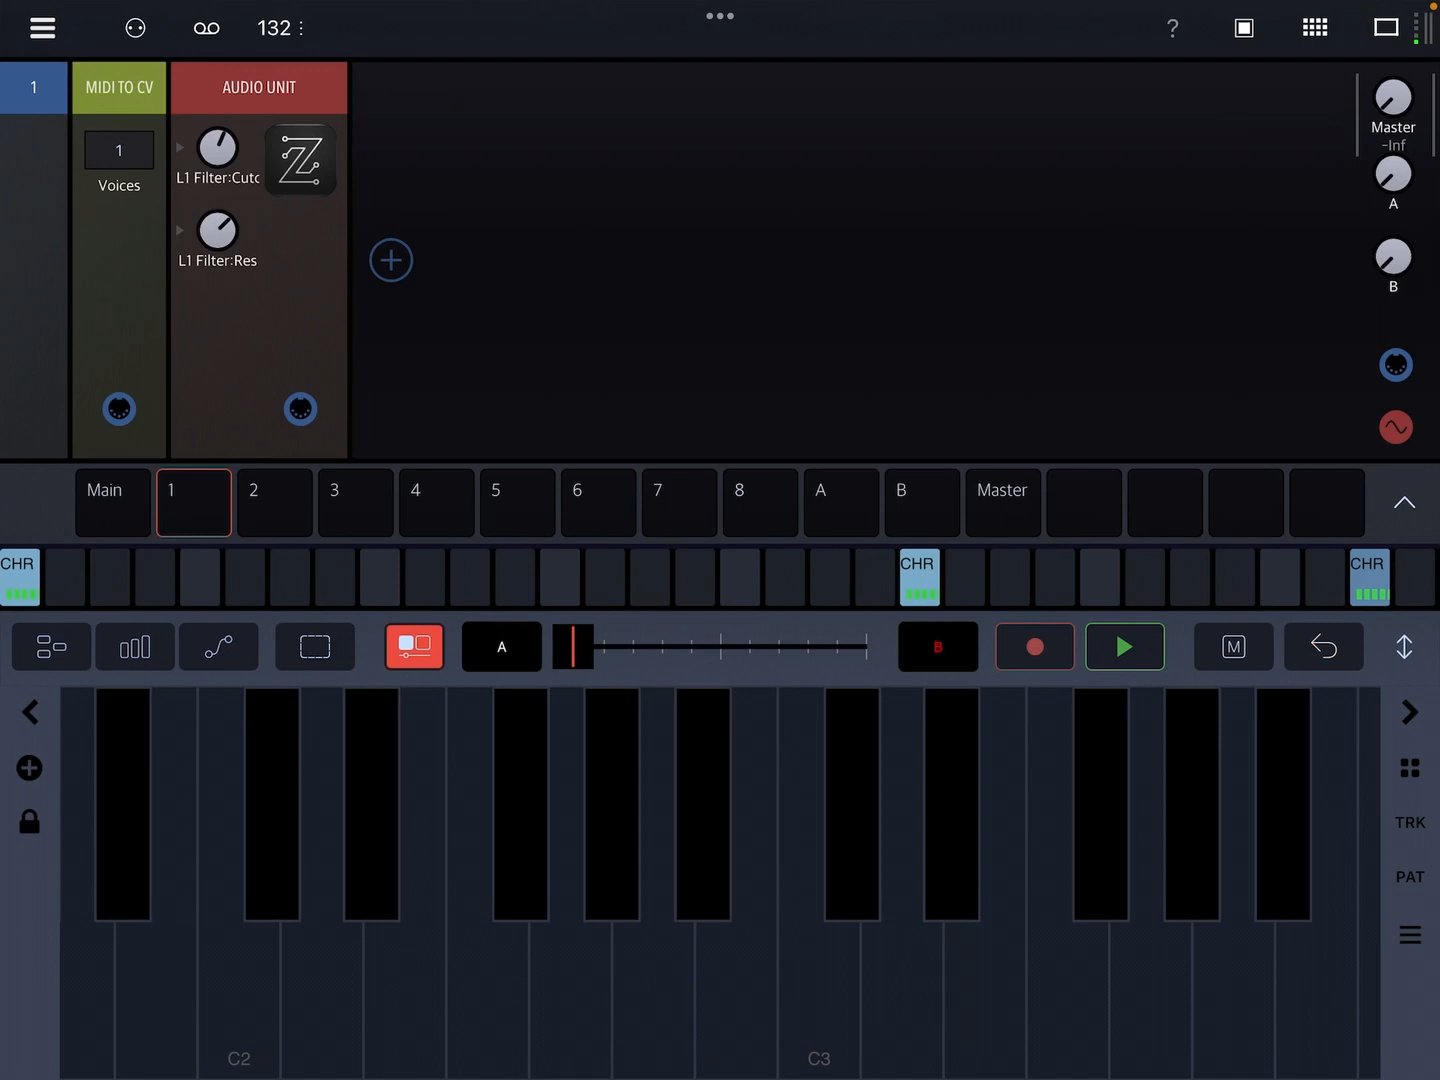 132
?
1
MIDI TO CV
AUDIO UNIT
1
Voices
L1 Filter:Cutc
L1 Filter:Res
Master
-Inf
A
B
Main
1
2
3
4
5
6
7
8
A
B
Master
CHR
CHR
CHR
A
B
M
TRK
PAT
C2
C3